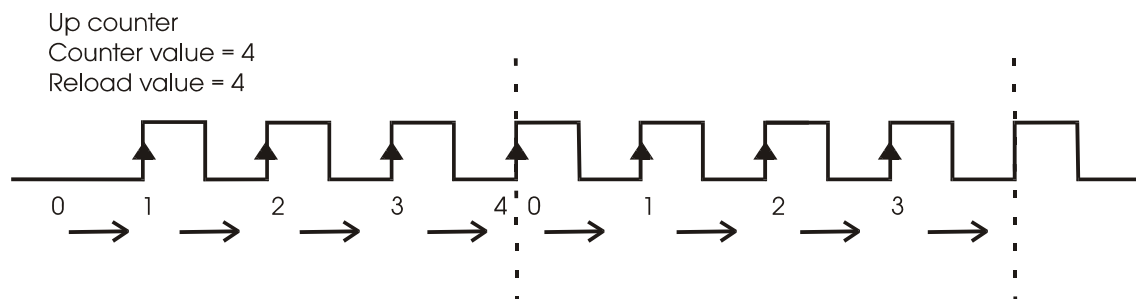 Up counter
Counter value = 4
Reload value = 4
0 1 2 3 4 0 1 2 3